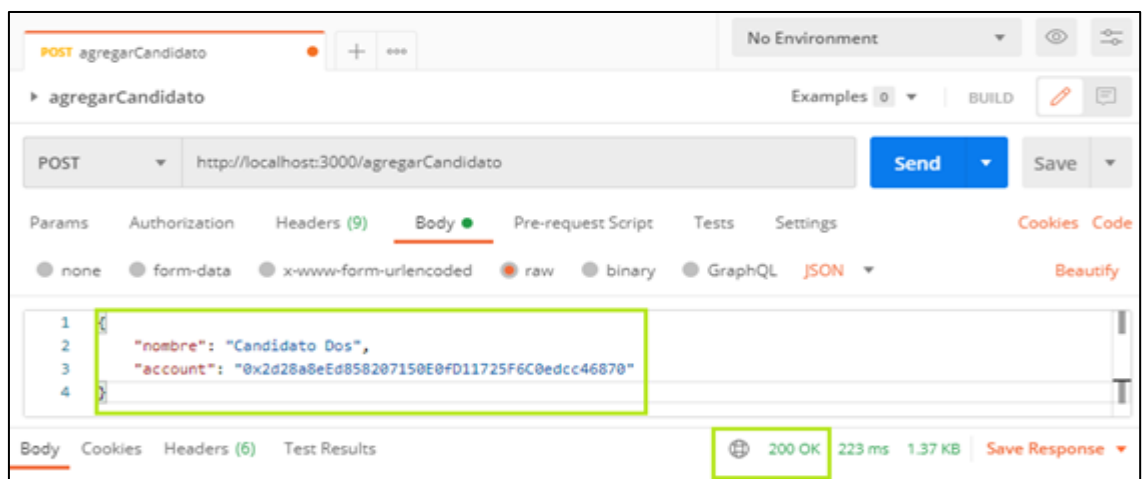 POST agregarCandidato
No Environment
agregarCandidato
Examples 0
BUILD
POST
http://localhost:3000/agregarCandidato
Send
Save
Params Authorization Headers (9) Body Pre-request Script Tests Settings Cookies Code
none form-data x-www-form-urlencoded raw binary GraphQL JSON Beautify
1 {
2 "nombre": "Candidato Dos",
3 "account": "0x2d28a8eEd858207150E0fD11725F6C0edcc46870"
4 }
Body Cookies Headers (6) Test Results 200 OK 223 ms 1.37 KB Save Response